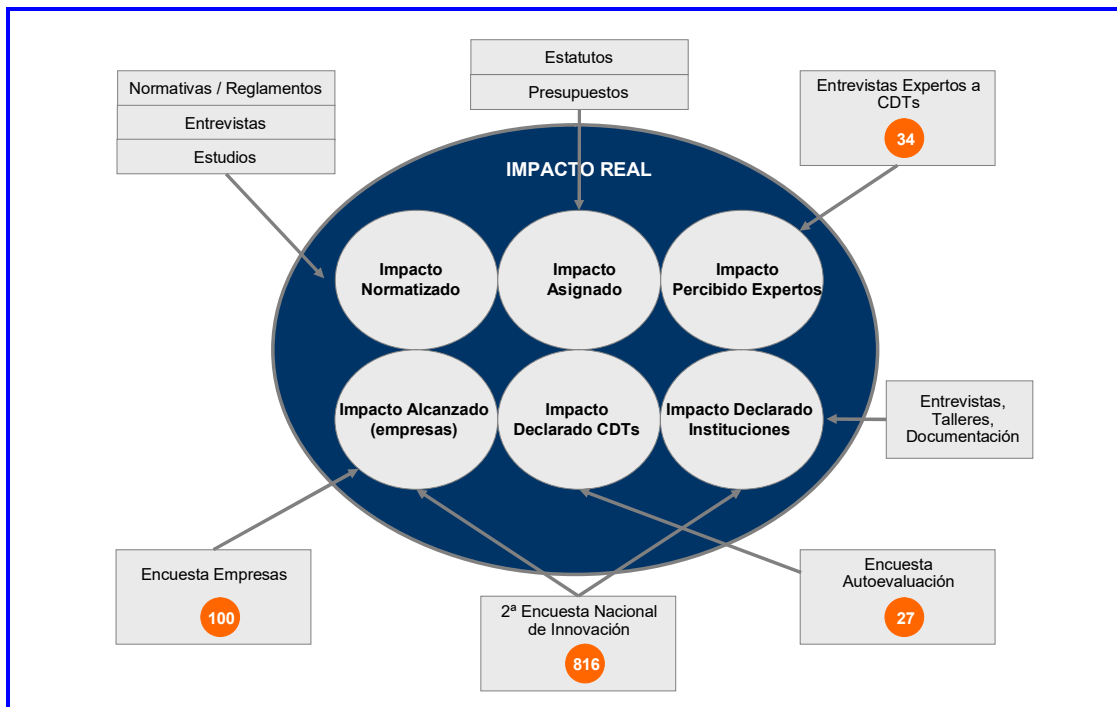 Normativas / Reglamentos
Entrevistas
Estudios
Estatutos
Presupuestos
Entrevistas Expertos a
CDTs
34
IMPACTO REAL
Impacto
Normatizado
Impacto
Asignado
Impacto
Percibido Expertos
Impacto Alcanzado
(empresas)
Impacto
Declarado CDTs
Impacto Declarado
Instituciones
Entrevistas,
Talleres,
Documentación
Encuesta Empresas
100
2ª Encuesta Nacional
de Innovación
816
Encuesta
Autoevaluación
27